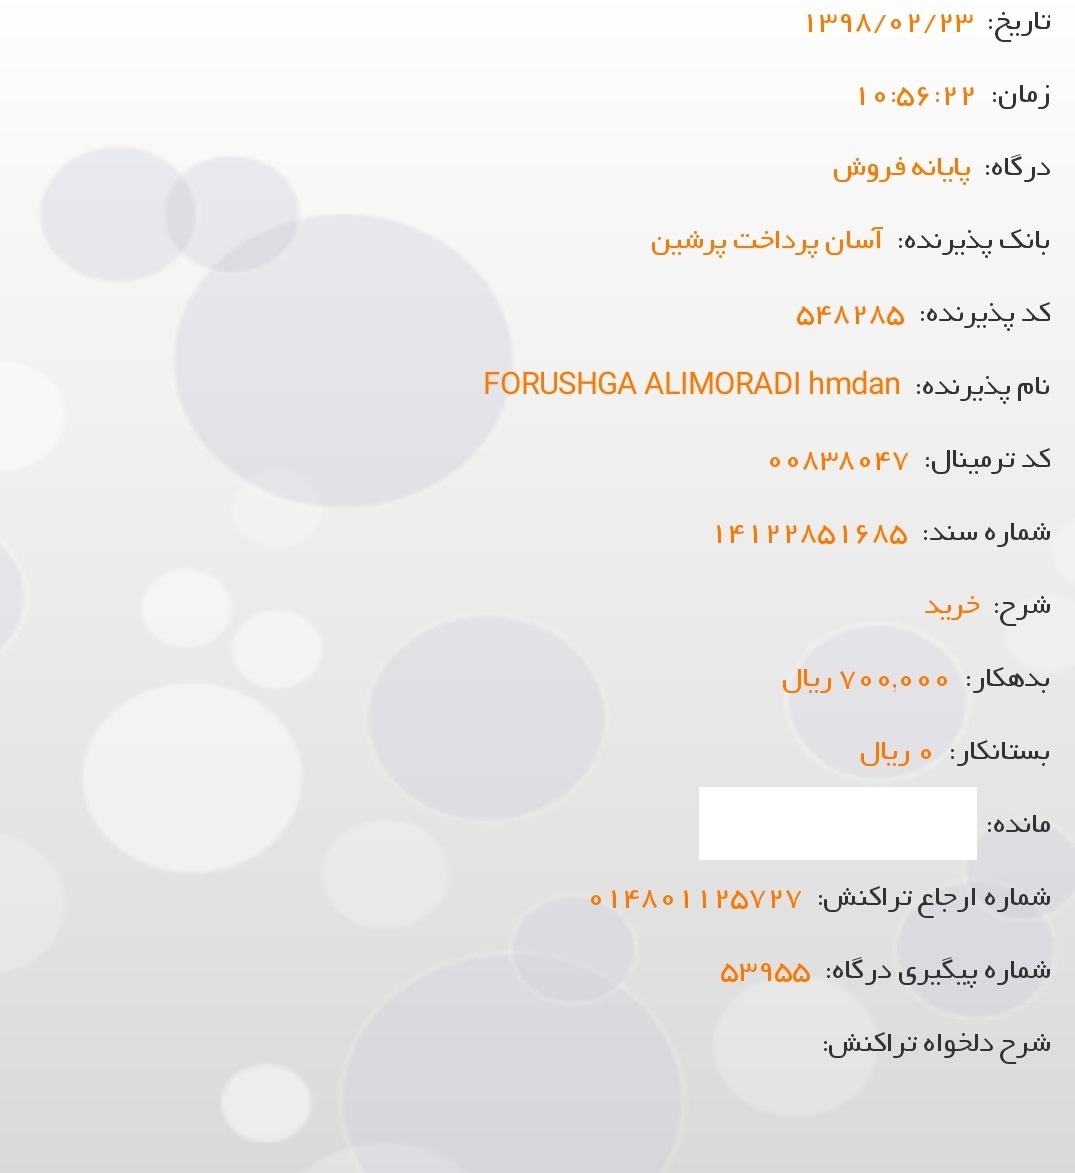 تاریخ: ۱۳۹۸/۰۲/۲۳
زمان: ۱۰:۵۶:۲۲
درگاه: پایانه فروش
بانک پذیرنده: آسان پرداخت پرشین
کد پذیرنده: ۵۴۸۲۸۵
نام پذیرنده: FORUSHGA ALIMORADI hmdan
کد ترمینال: ۰۰۸۳۸۰۴۷
شماره سند: ۱۴۱۲۲۸۵۱۶۸۵
شرح: خرید
بدهکار: ۷۰۰,۰۰۰ ریال
بستانکار: ۰ ریال
مانده:
شماره ارجاع تراکنش: ۰۱۴۸۰۱۱۲۵۷۲۷
شماره پیگیری درگاه: ۵۳۹۵۵
شرح دلخواه تراکنش: